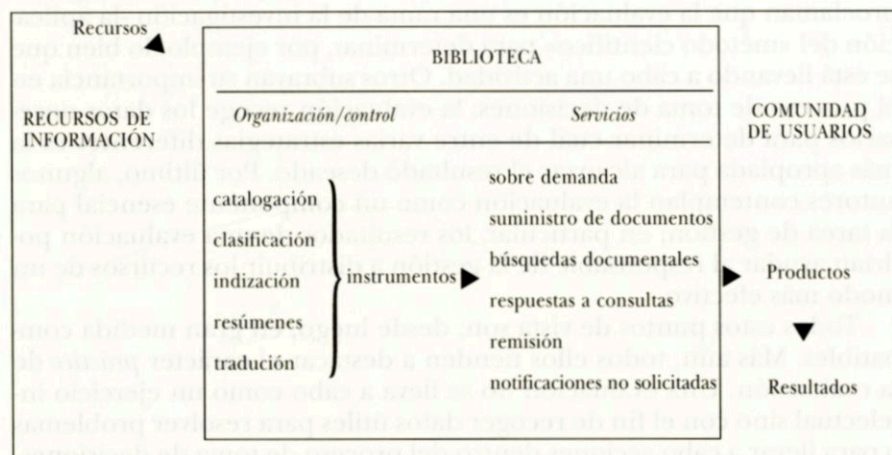 Recursos
BIBLIOTECA
RECURSOS DE
INFORMACIÓN
Organización/control
Servicios
COMUNIDAD
DE USUARIOS
catalogación
clasificación
indización
resúmenes
tradución
instrumentos
sobre demanda
suministro de documentos
búsquedas documentales
respuestas a consultas
remisión
notificaciones no solicitadas
Productos
Resultados